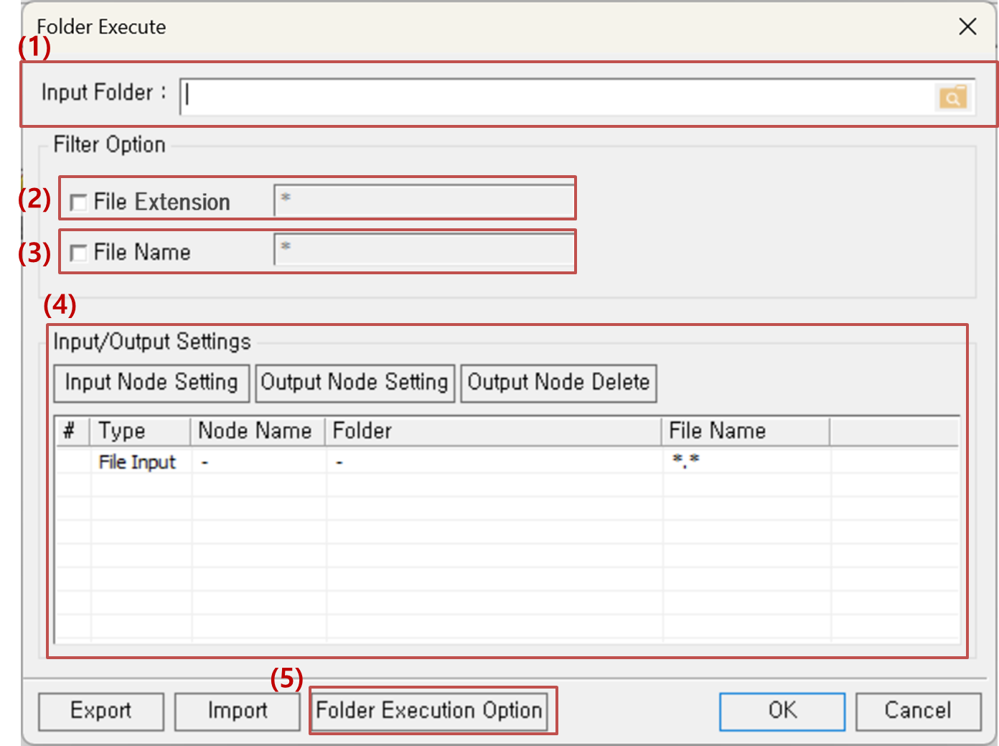 Folder Execute
(1)
Input Folder :
Filter Option
(2) File Extension *
(3) File Name *
(4)
Input/Output Settings
Input Node Setting Output Node Setting Output Node Delete
# Type Node Name Folder File Name
File Input - - *.*
(5)
Export Import Folder Execution Option OK Cancel